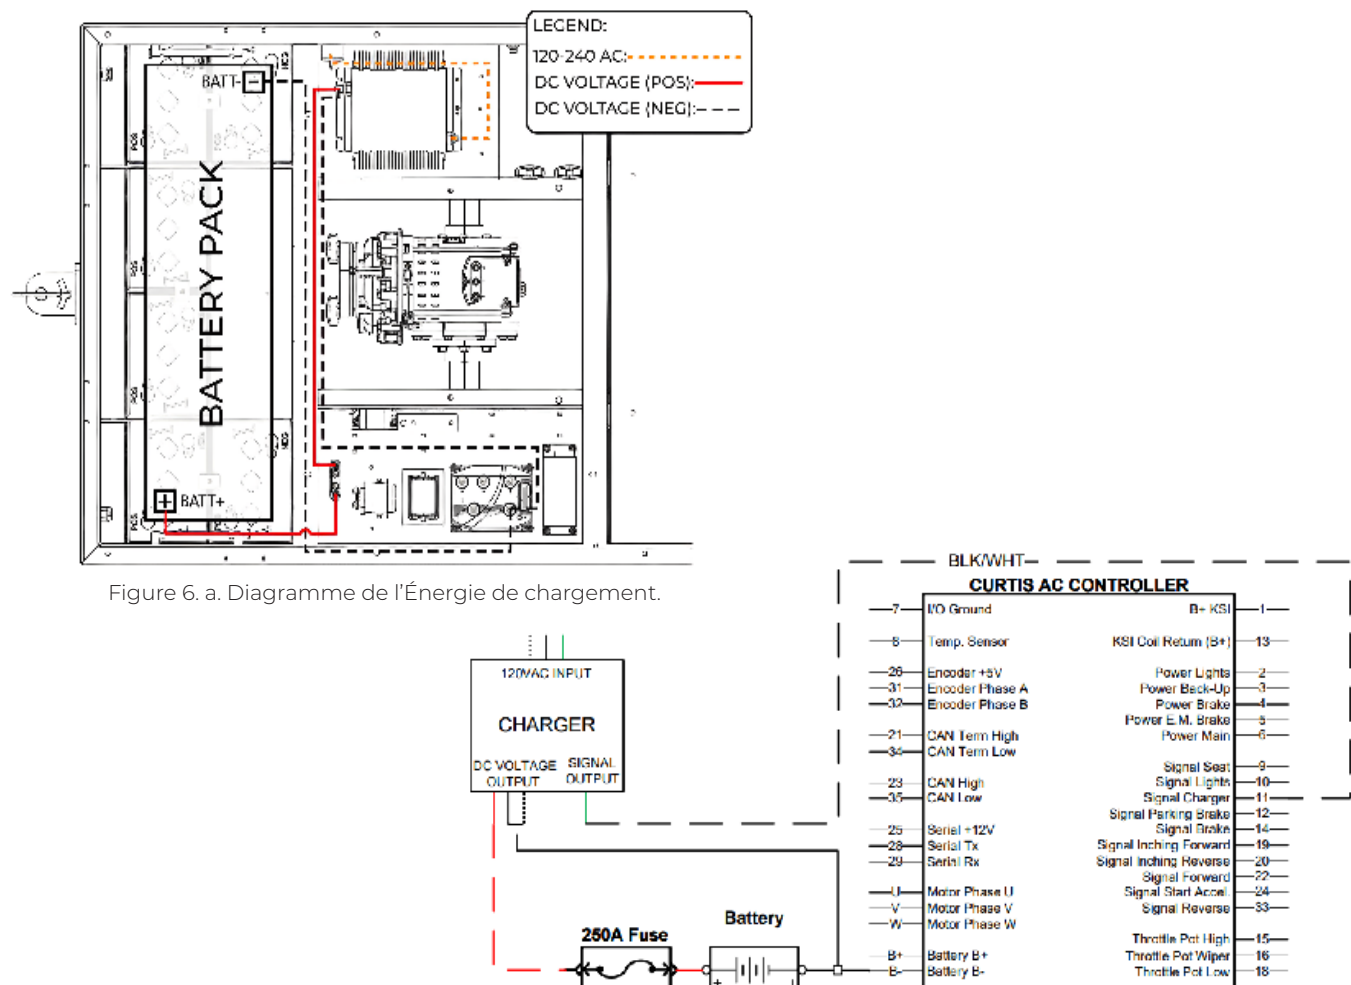 LEGEND:
120-240 AC:
DC VOLTAGE (POS):
DC VOLTAGE (NEG):
BATT-
BATTERY PACK
BATT+
Figure 6. a. Diagramme de l'Énergie de chargement.
BLK/WHT
CURTIS AC CONTROLLER
7 I/O Ground B+ KSI 1
8 Temp. Sensor KSI Coil Return (B+) 13
26 Encoder +5V Power Lights 2
31 Encoder Phase A Power Back-Up 3
32 Encoder Phase B Power Brake 4
Power E.M. Brake 5
21 CAN Term High Power Main 6
34 CAN Term Low
Signal Seat 9
23 CAN High Signal Lights 10
35 CAN Low Signal Charger 11
Signal Parking Brake 12
25 Serial +12V Signal Brake 14
28 Serial Tx Signal Inching Forward 19
29 Serial Rx Signal Inching Reverse 20
Signal Forward 22
U Motor Phase U Signal Start Accel. 24
V Motor Phase V Signal Reverse 33
W Motor Phase W
Throttle Pot High 15
B+ Battery B+ Throttle Pot Wiper 16
B- Battery B- Throttle Pot Low 18
120VAC INPUT
CHARGER
DC VOLTAGE OUTPUT
SIGNAL OUTPUT
250A Fuse
Battery
+ -